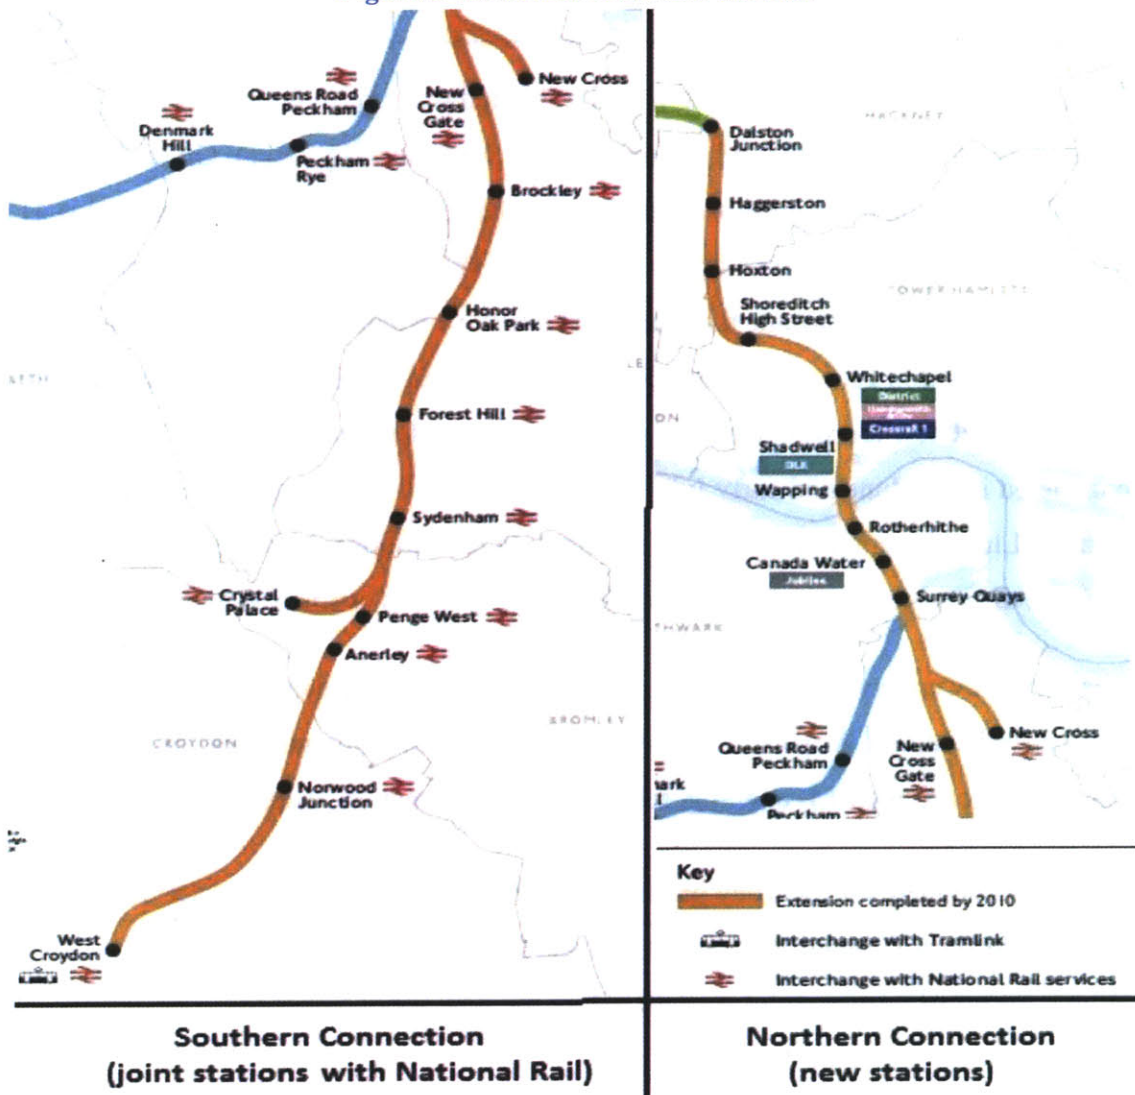 Queens Road
Peckham
Denmark
Hill
Peckham
Rye
New
Cross
Gate
New Cross
Brockley
Honor
Oak Park
Forest Hill
Sydenham
Crystal
Palace
Penge West
Anerley
BROMLEY
CROYDON
Norwood
Junction
West
Croydon
Southern Connection
(joint stations with National Rail)
HACKNEY
Dalston
Junction
Haggerston
Hoxton
TOWER HAMLETS
Shoreditch
High Street
Whitechapel
District
Crossrail 1
Shadwell
DLR
Wapping
Rotherhithe
Canada Water
Jubilee
Surrey Quays
THWARK
New Cross
Queens Road
Peckham
New
Cross
Gate
Peckham
Key
Extension completed by 2010
Interchange with Tramlink
Interchange with National Rail services
Northern Connection
(new stations)